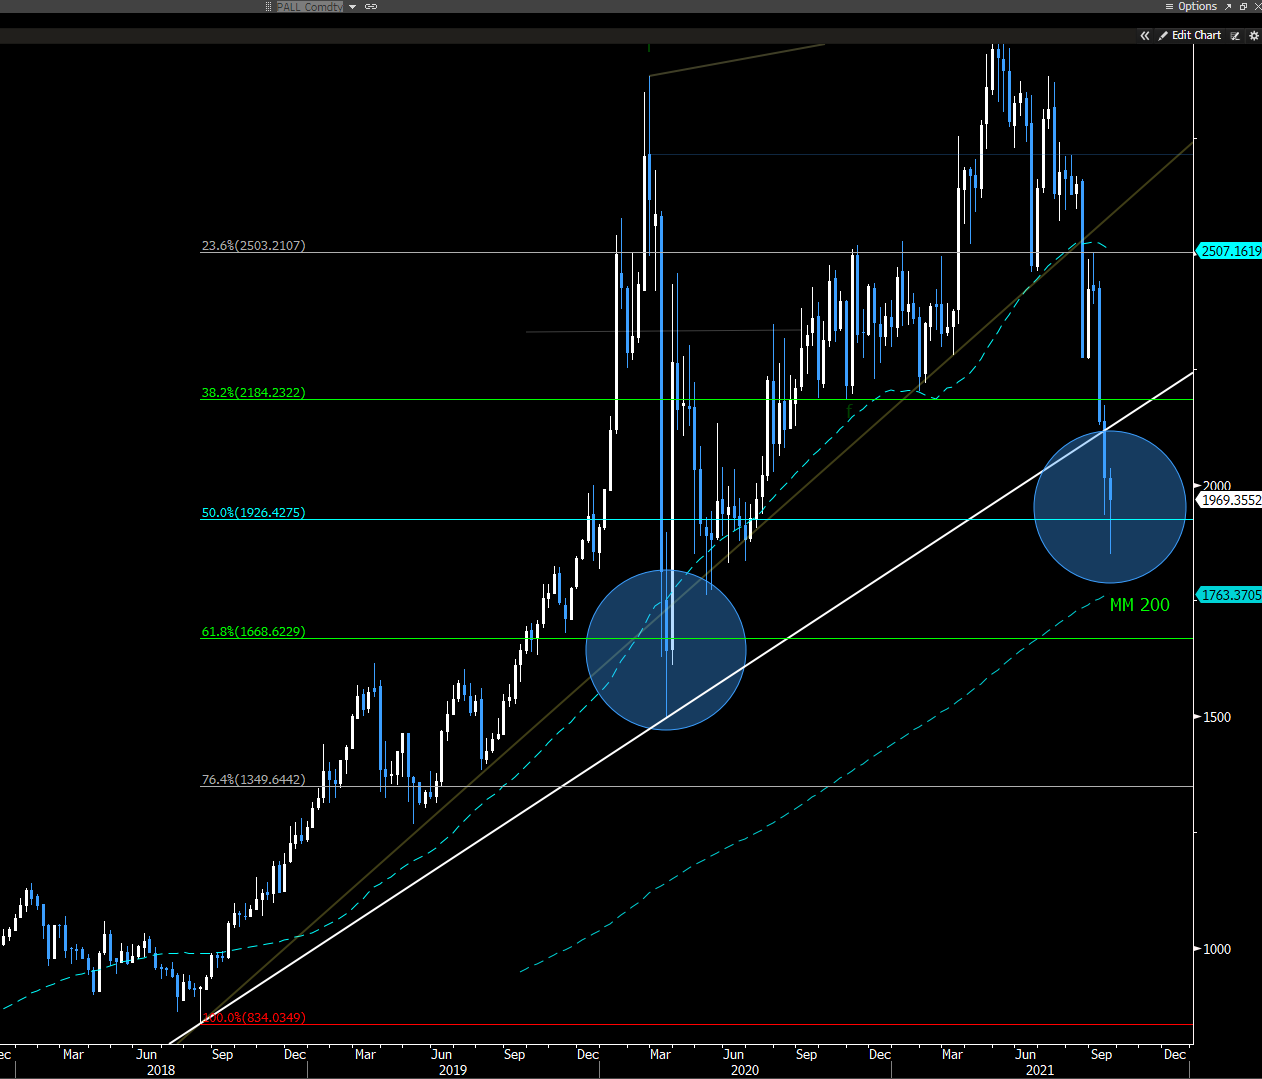 PALL Comdty
Options
Edit Chart
23.6%(2503.2107)
2507.1619
38.2%(2184.2322)
f
2000
1969.3552
50.0%(1926.4275)
1763.3705
MM 200
61.8%(1668.6229)
1500
76.4%(1349.6442)
1000
100.0%(834.0349)
ec Mar Jun Sep Dec Mar Jun Sep Dec Mar Jun Sep Dec Mar Jun Sep Dec
2018 2019 2020 2021